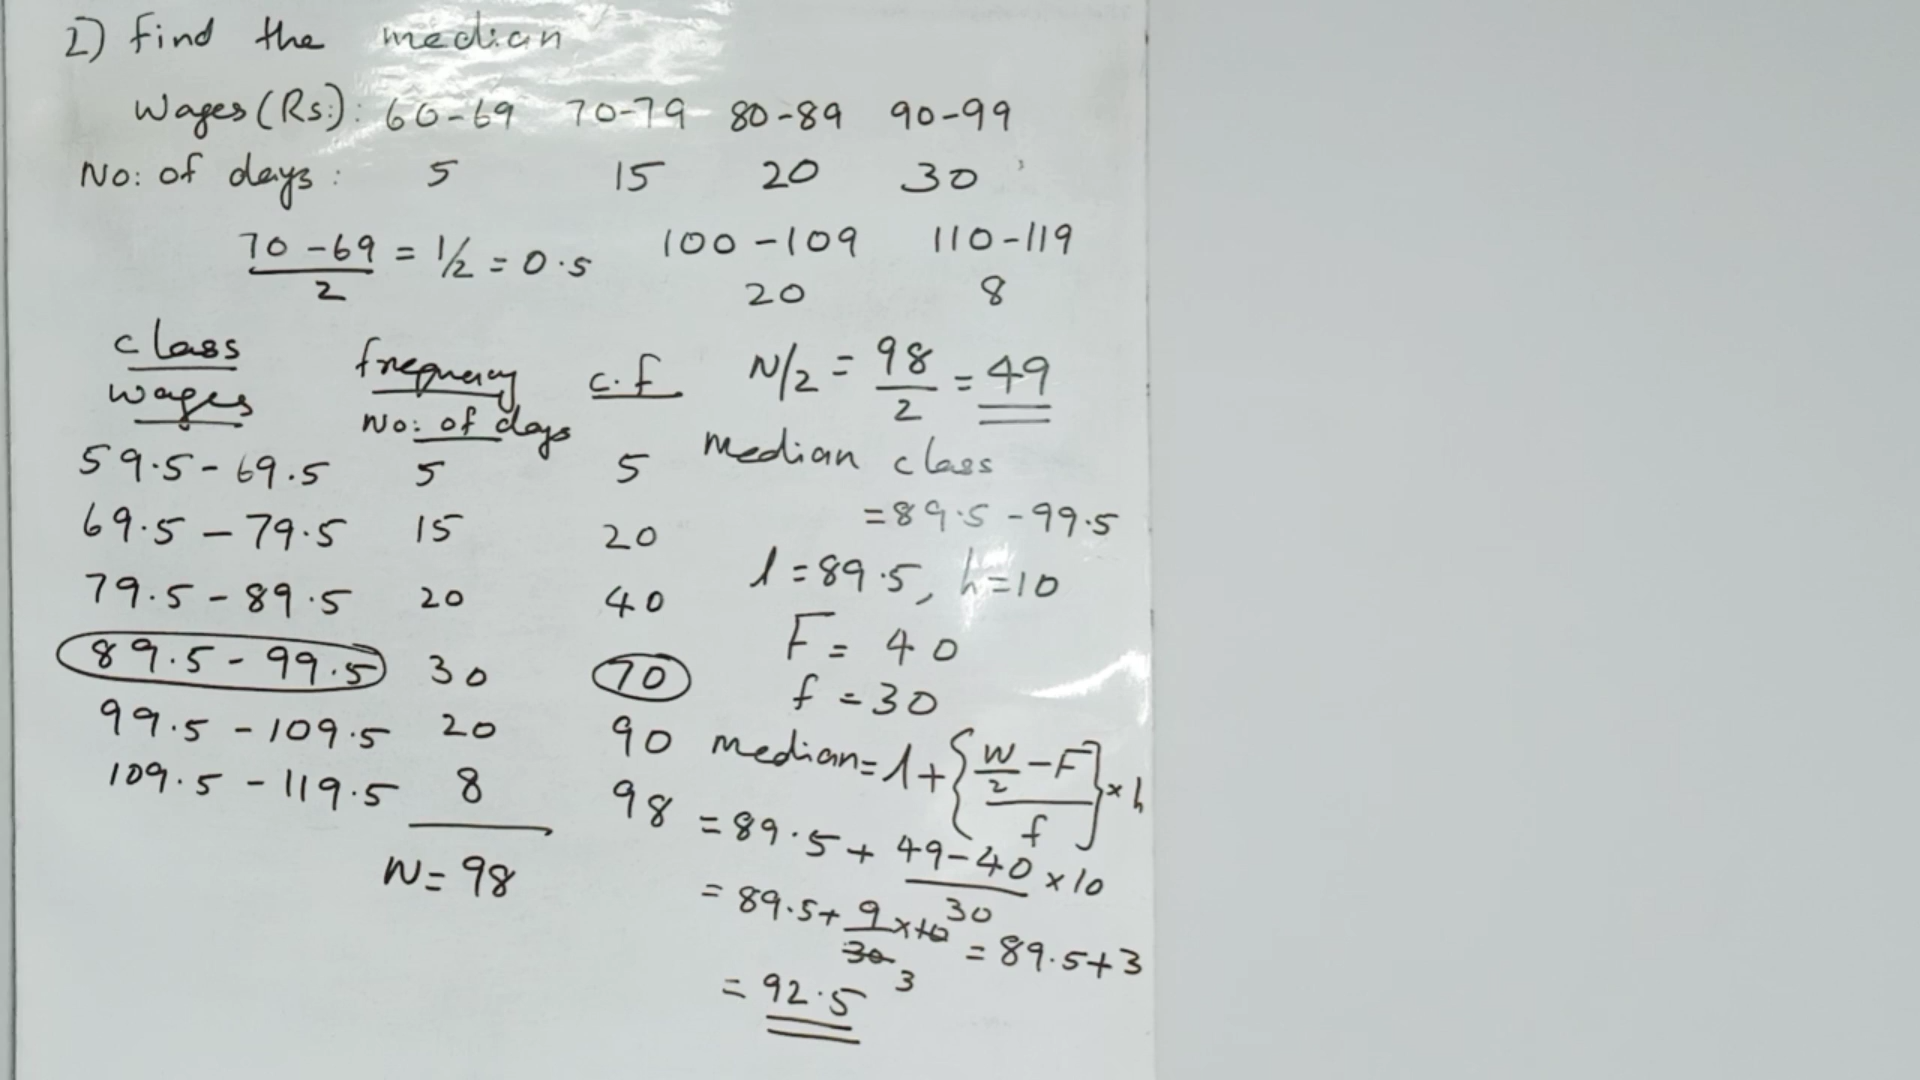 2) Find the median
Wages (Rs.): 60-69 70-79 80-89 90-99
No: of days: 5 15 20 30
100-109 110-119
20 8
70-69/2 = 1/2 = 0.5
class frequency c.f
wages No: of days
59.5-69.5 5 5
69.5-79.5 15 20
79.5-89.5 20 40
89.5-99.5 30 70
99.5-109.5 20 90
109.5-119.5 8 98
N=98
N/2 = 98/2 = 49
Median class
=89.5-99.5
l=89.5, h=10
F= 40
f=30
median=l+{N/2-F/f}×h
=89.5+ 49-40/30 ×10
=89.5+ 9/30×10 3 =89.5+3
=92.5